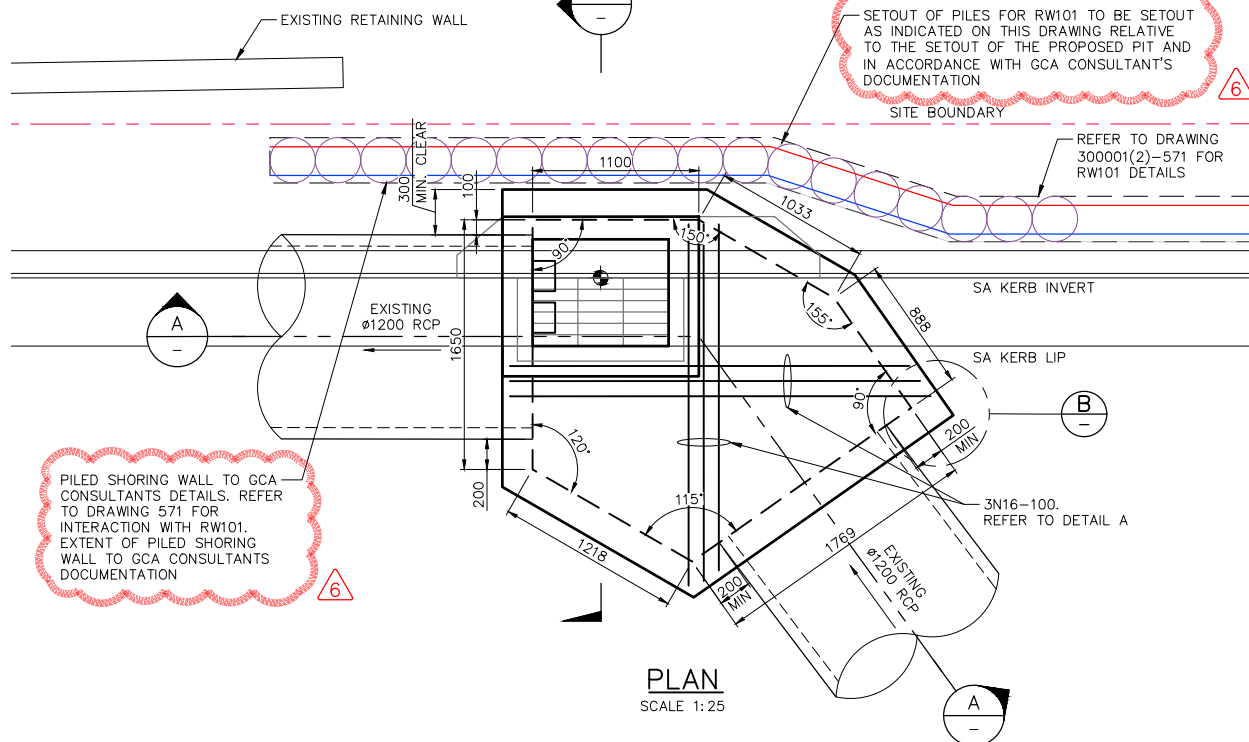 EXISTING RETAINING WALL
-
SETOUT OF PILES FOR RW101 TO BE SETOUT
AS INDICATED ON THIS DRAWING RELATIVE
TO THE SETOUT OF THE PROPOSED PIT AND
IN ACCORDANCE WITH GCA CONSULTANT'S
DOCUMENTATION
6
SITE BOUNDARY
REFER TO DRAWING
300001(2)-571 FOR
RW101 DETAILS
300
MIN. CLEAR
100
1100
1033
150°
90°
155°
888
SA KERB INVERT
A
-
EXISTING
ø1200 RCP
1650
SA KERB LIP
90°
B
-
200
MIN
120°
200
115°
3N16-100.
REFER TO DETAIL A
PILED SHORING WALL TO GCA
CONSULTANTS DETAILS. REFER
TO DRAWING 571 FOR
INTERACTION WITH RW101.
EXTENT OF PILED SHORING
WALL TO GCA CONSULTANTS
DOCUMENTATION
6
1218
1769
200
MIN
EXISTING
ø1200 RCP
PLAN
SCALE 1:25
A
-